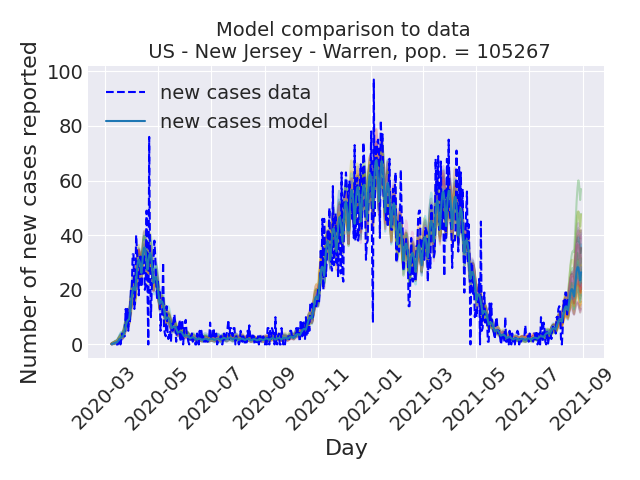 Model comparison to data
US - New Jersey - Warren, pop. = 105267
Number of new cases reported
100
80
60
40
20
0
new cases data
new cases model
2020-03
2020-05
2020-07
2020-09
2020-11
2021-01
2021-03
2021-05
2021-07
2021-09
Day